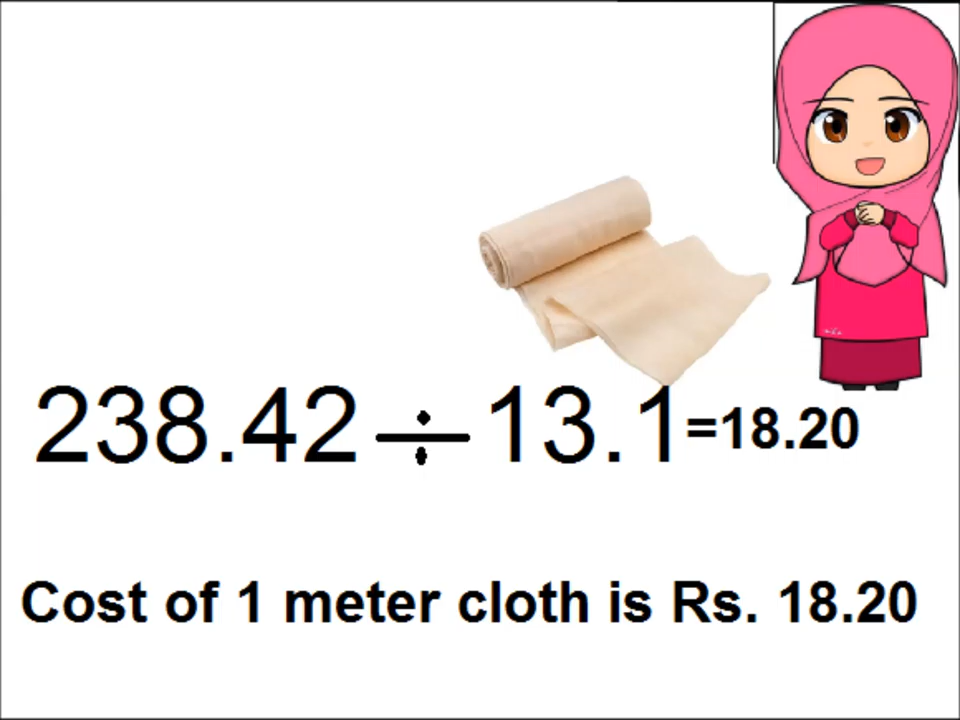 238.42 ÷ 13.1=18.20
Cost of 1 meter cloth is Rs. 18.20